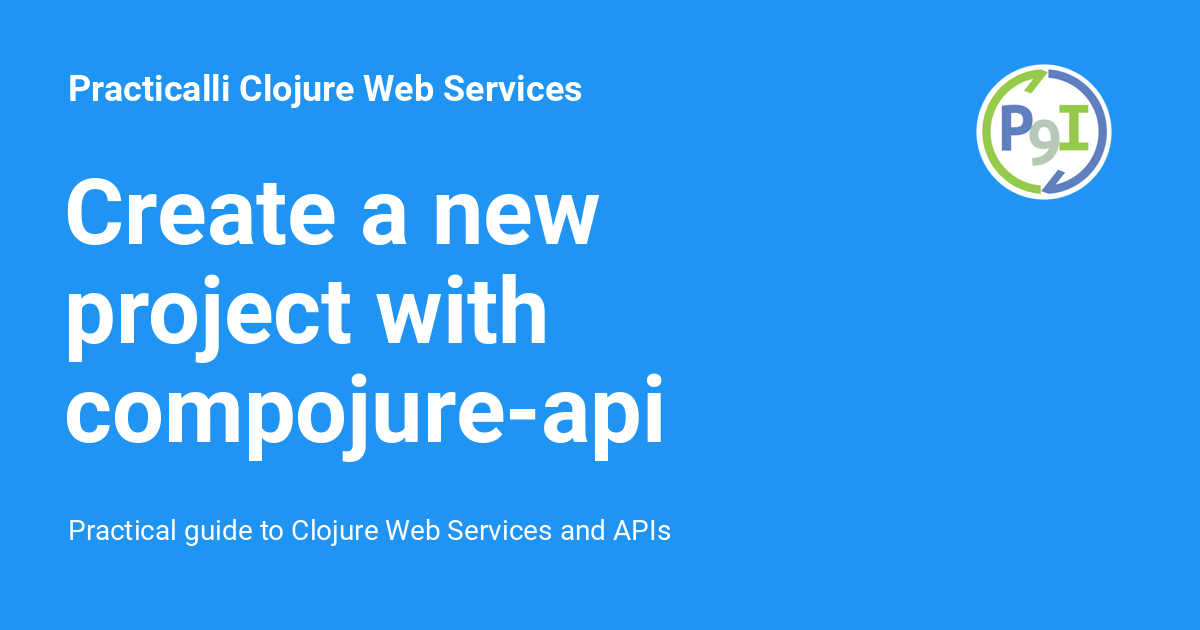 Practicalli Clojure Web Services
P9I
Create a new
project with
compojure-api
Practical guide to Clojure Web Services and APIs